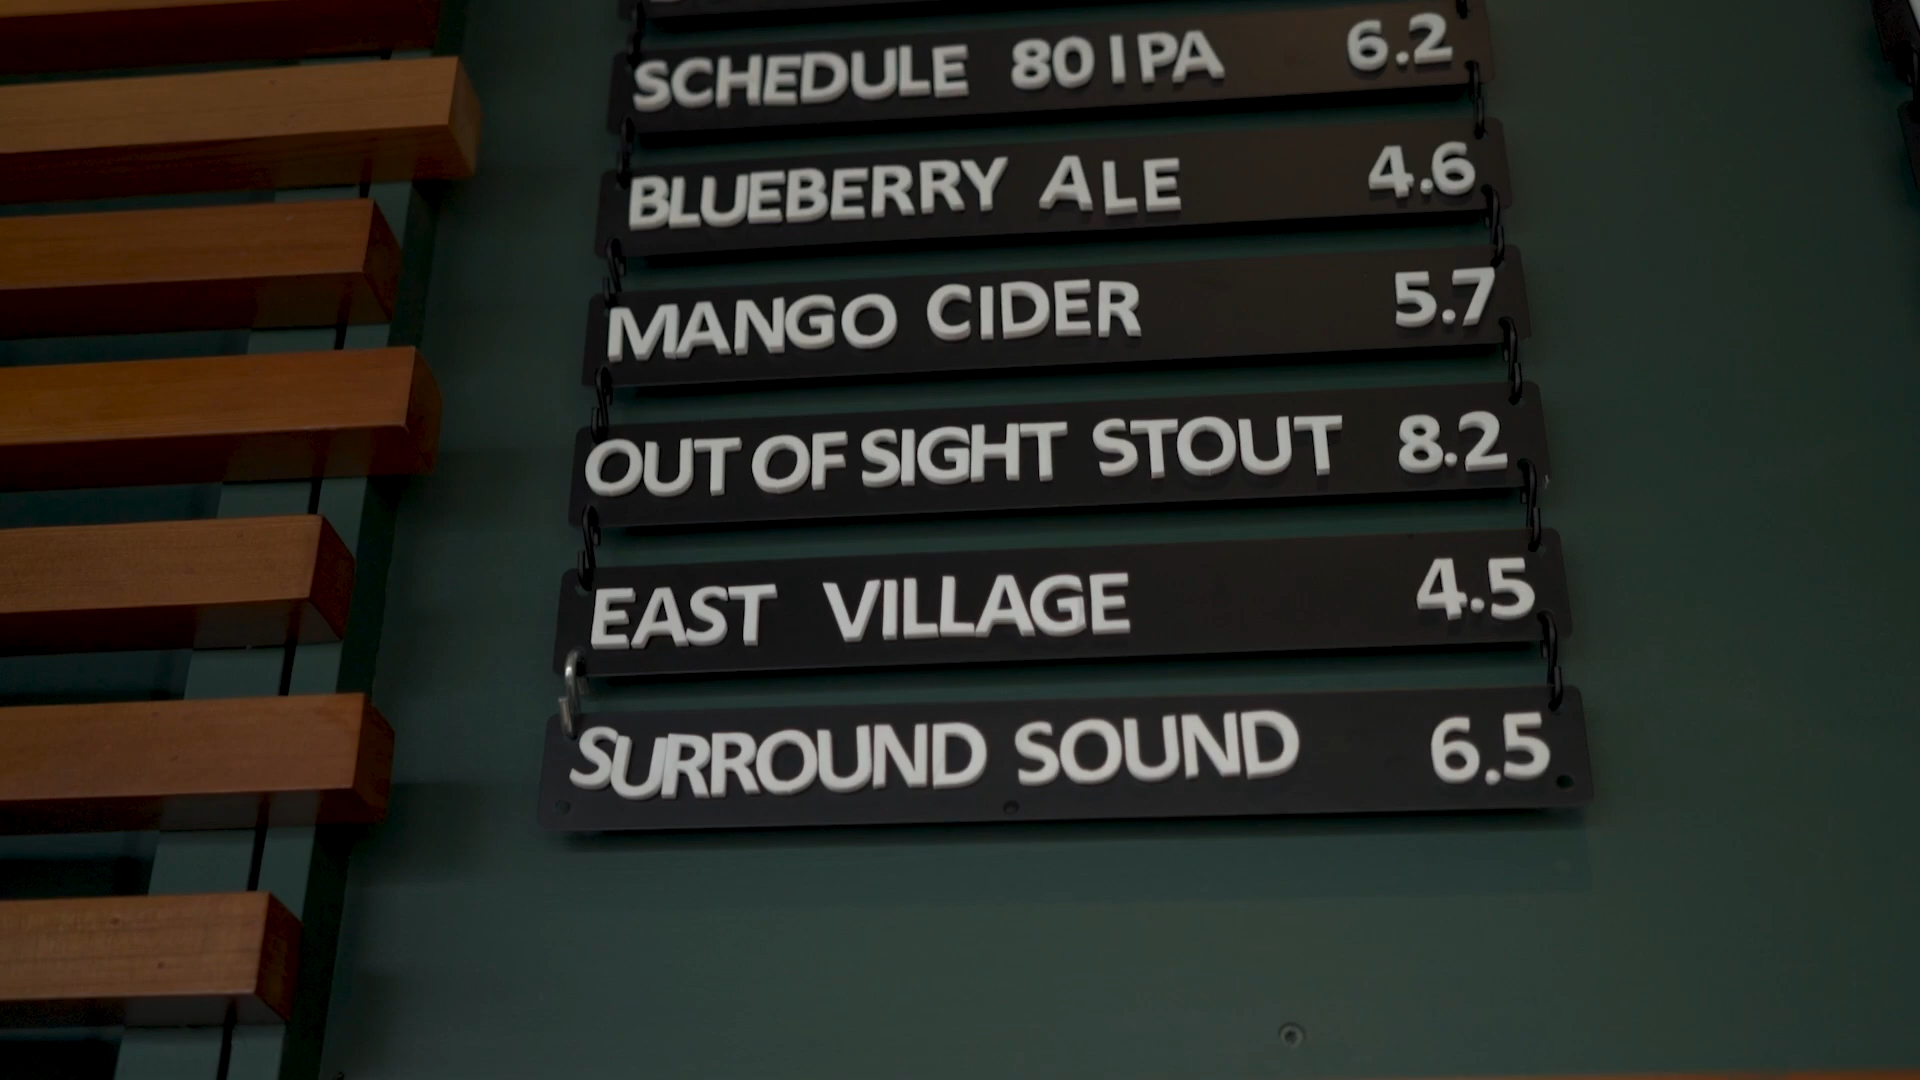 SCHEDULE 80 IPA 6.2
BLUEBERRY ALE 4.6
MANGO CIDER 5.7
OUT OF SIGHT STOUT 8.2
EAST VILLAGE 4.5
SURROUND SOUND 6.5